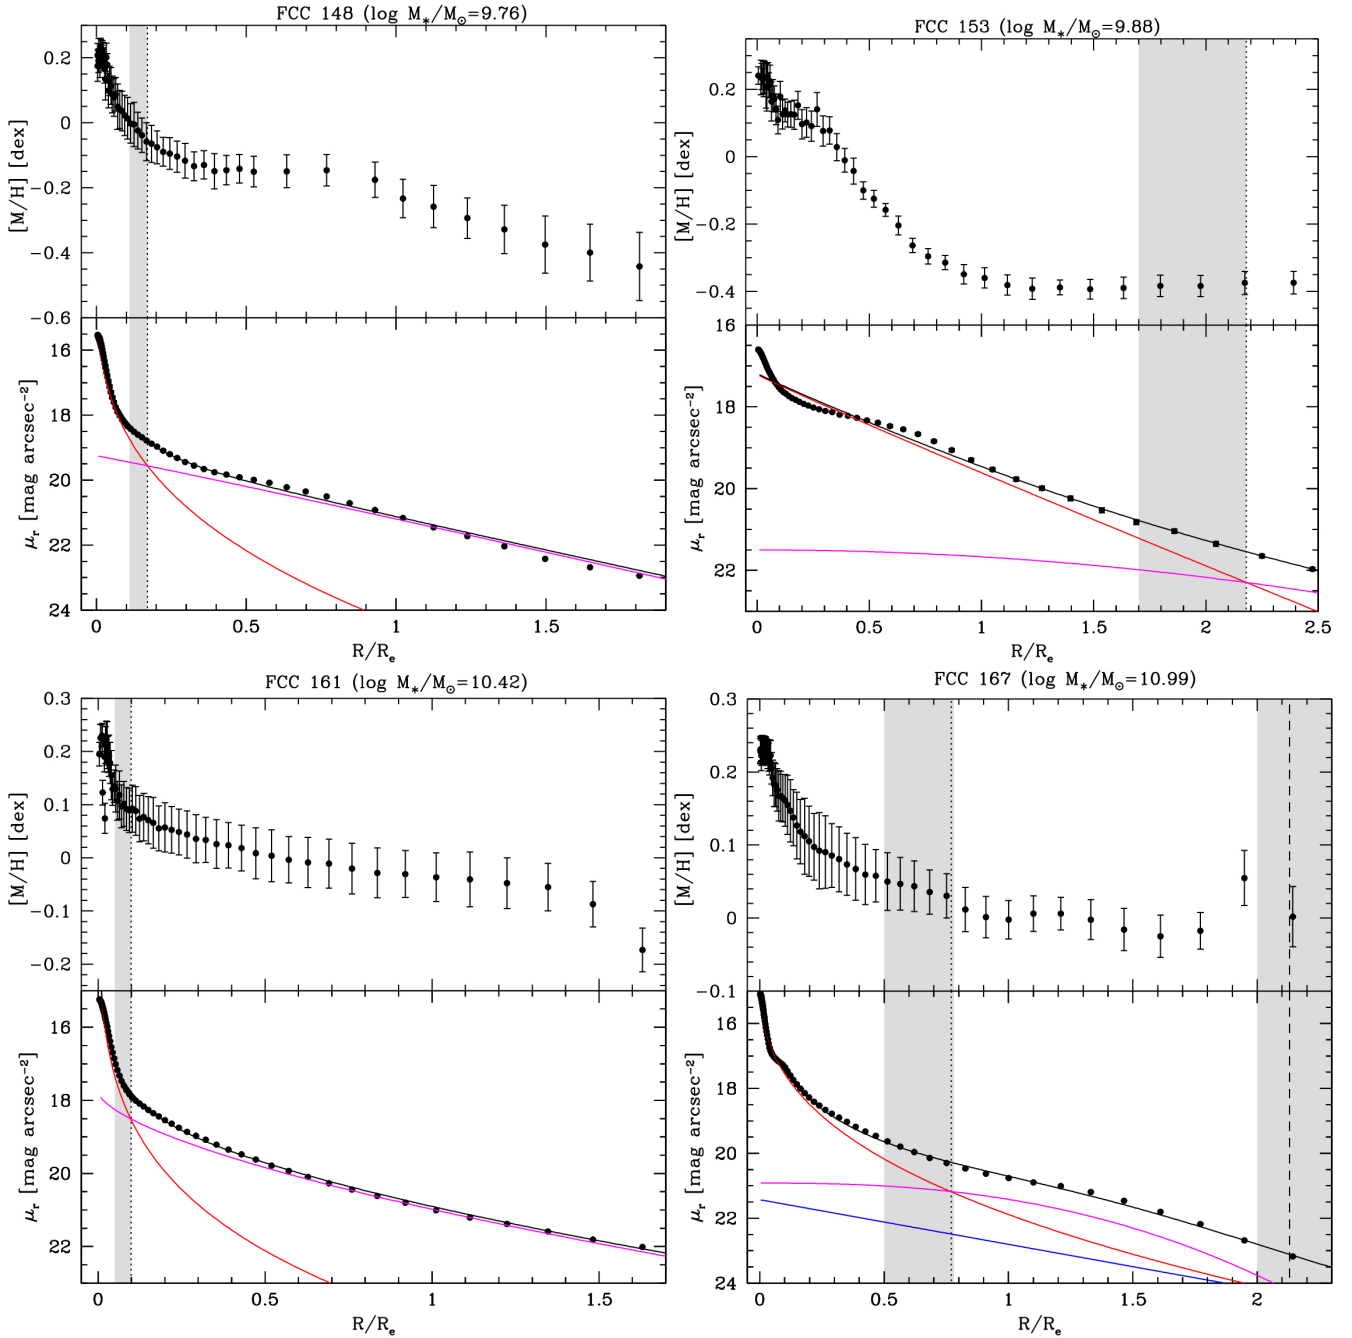 FCC 148 (log M*/M⊙=9.76)
[M/H] [dex]
0.2
0
−0.2
−0.4
−0.6
μr [mag arcsec−2]
16
18
20
22
24
0 0.5 1 1.5
R/Re
FCC 153 (log M*/M⊙=9.88)
[M/H] [dex]
0.2
0
−0.2
−0.4
16
μr [mag arcsec−2]
18
20
22
0 0.5 1 1.5 2 2.5
R/Re
FCC 161 (log M*/M⊙=10.42)
[M/H] [dex]
0.3
0.2
0.1
0
−0.1
−0.2
μr [mag arcsec−2]
16
18
20
22
0 0.5 1 1.5
R/Re
FCC 167 (log M*/M⊙=10.99)
[M/H] [dex]
0.3
0.2
0.1
0
−0.1
μr [mag arcsec−2]
16
18
20
22
24
0 0.5 1 1.5 2
R/Re